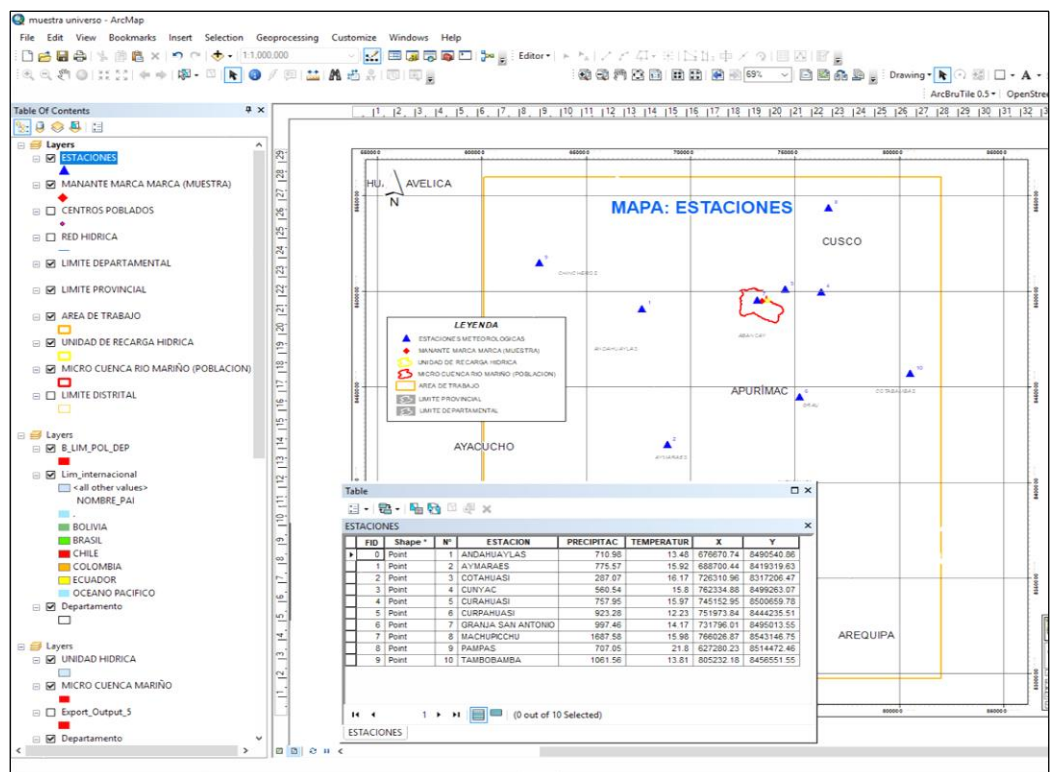 muestra universo - ArcMap
File Edit View Bookmarks Insert Selection Geoprocessing Customize Windows Help
1:1,000,000
Editor
69%
Drawing
A
ArcBruTile 0.5
OpenStre
Table Of Contents
Layers
ESTACIONES
MANANTE MARCA MARCA (MUESTRA)
CENTROS POBLADOS
RED HIDRICA
LIMITE DEPARTAMENTAL
LIMITE PROVINCIAL
AREA DE TRABAJO
UNIDAD DE RECARGA HIDRICA
MICRO CUENCA RIO MARIÑO (POBLACION)
LIMITE DISTRITAL
Layers
B_LIM_POL_DEP
Lim_internacional
<all other values>
NOMBRE_PAI
.
BOLIVIA
BRASIL
CHILE
COLOMBIA
ECUADOR
OCEANO PACIFICO
Departamento
Layers
UNIDAD HIDRICA
MICRO CUENCA MARIÑO
Export_Output_5
Departamento
AVELICA
N
MAPA: ESTACIONES
CUSCO
CHINCHEROS
ANDAHUAYLAS
ABANCAY
APURÍMAC
COTABAMBAS
GRAU
AYACUCHO
AYMARAES
AREQUIPA
LEYENDA
ESTACIONES METEOROLOGICAS
MANANTE MARCA MARCA (MUESTRA)
UNIDAD DE RECARGA HIDRICA
MICRO CUENCA RIO MARIÑO (POBLACION)
AREA DE TRABAJO
LIMITE PROVINCIAL
LIMITE DEPARTAMENTAL
Table
ESTACIONES
FID Shape * N° ESTACION PRECIPITAC TEMPERATUR X Y
0 Point 1 ANDAHUAYLAS 710.98 13.48 676670.74 8490540.86
1 Point 2 AYMARAES 775.57 15.92 688700.44 8419319.63
2 Point 3 COTAHUASI 287.07 16.17 726310.96 8317206.47
3 Point 4 CUNYAC 560.54 15.8 762334.88 8499263.07
4 Point 5 CURAHUASI 757.95 15.97 745152.95 8500659.78
5 Point 6 CURPAHUASI 923.28 12.23 751973.84 8444235.51
6 Point 7 GRANJA SAN ANTONIO 997.46 14.17 731796.01 8495013.55
7 Point 8 MACHUPICCHU 1687.58 15.98 766026.87 8543146.75
8 Point 9 PAMPAS 707.05 21.8 627280.23 8514472.46
9 Point 10 TAMBOBAMBA 1061.56 13.81 805232.18 8456551.55
1
(0 out of 10 Selected)
ESTACIONES